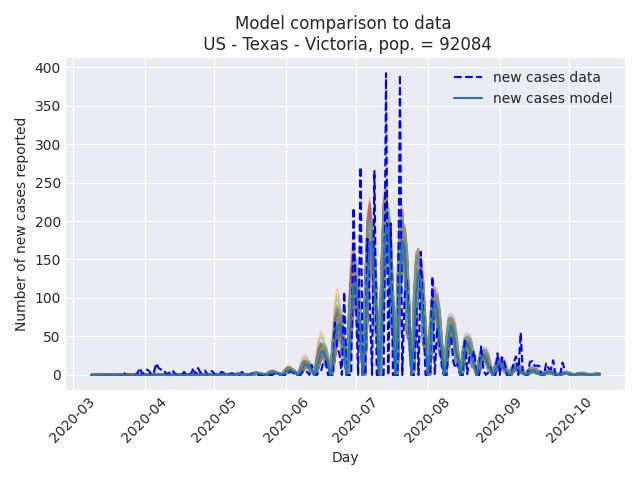 Model comparison to data
US - Texas - Victoria, pop. = 92084
400
350
300
250
200
150
100
50
0
Number of new cases reported
new cases data
new cases model
2020-03
2020-04
2020-05
2020-06
2020-07
2020-08
2020-09
2020-10
Day